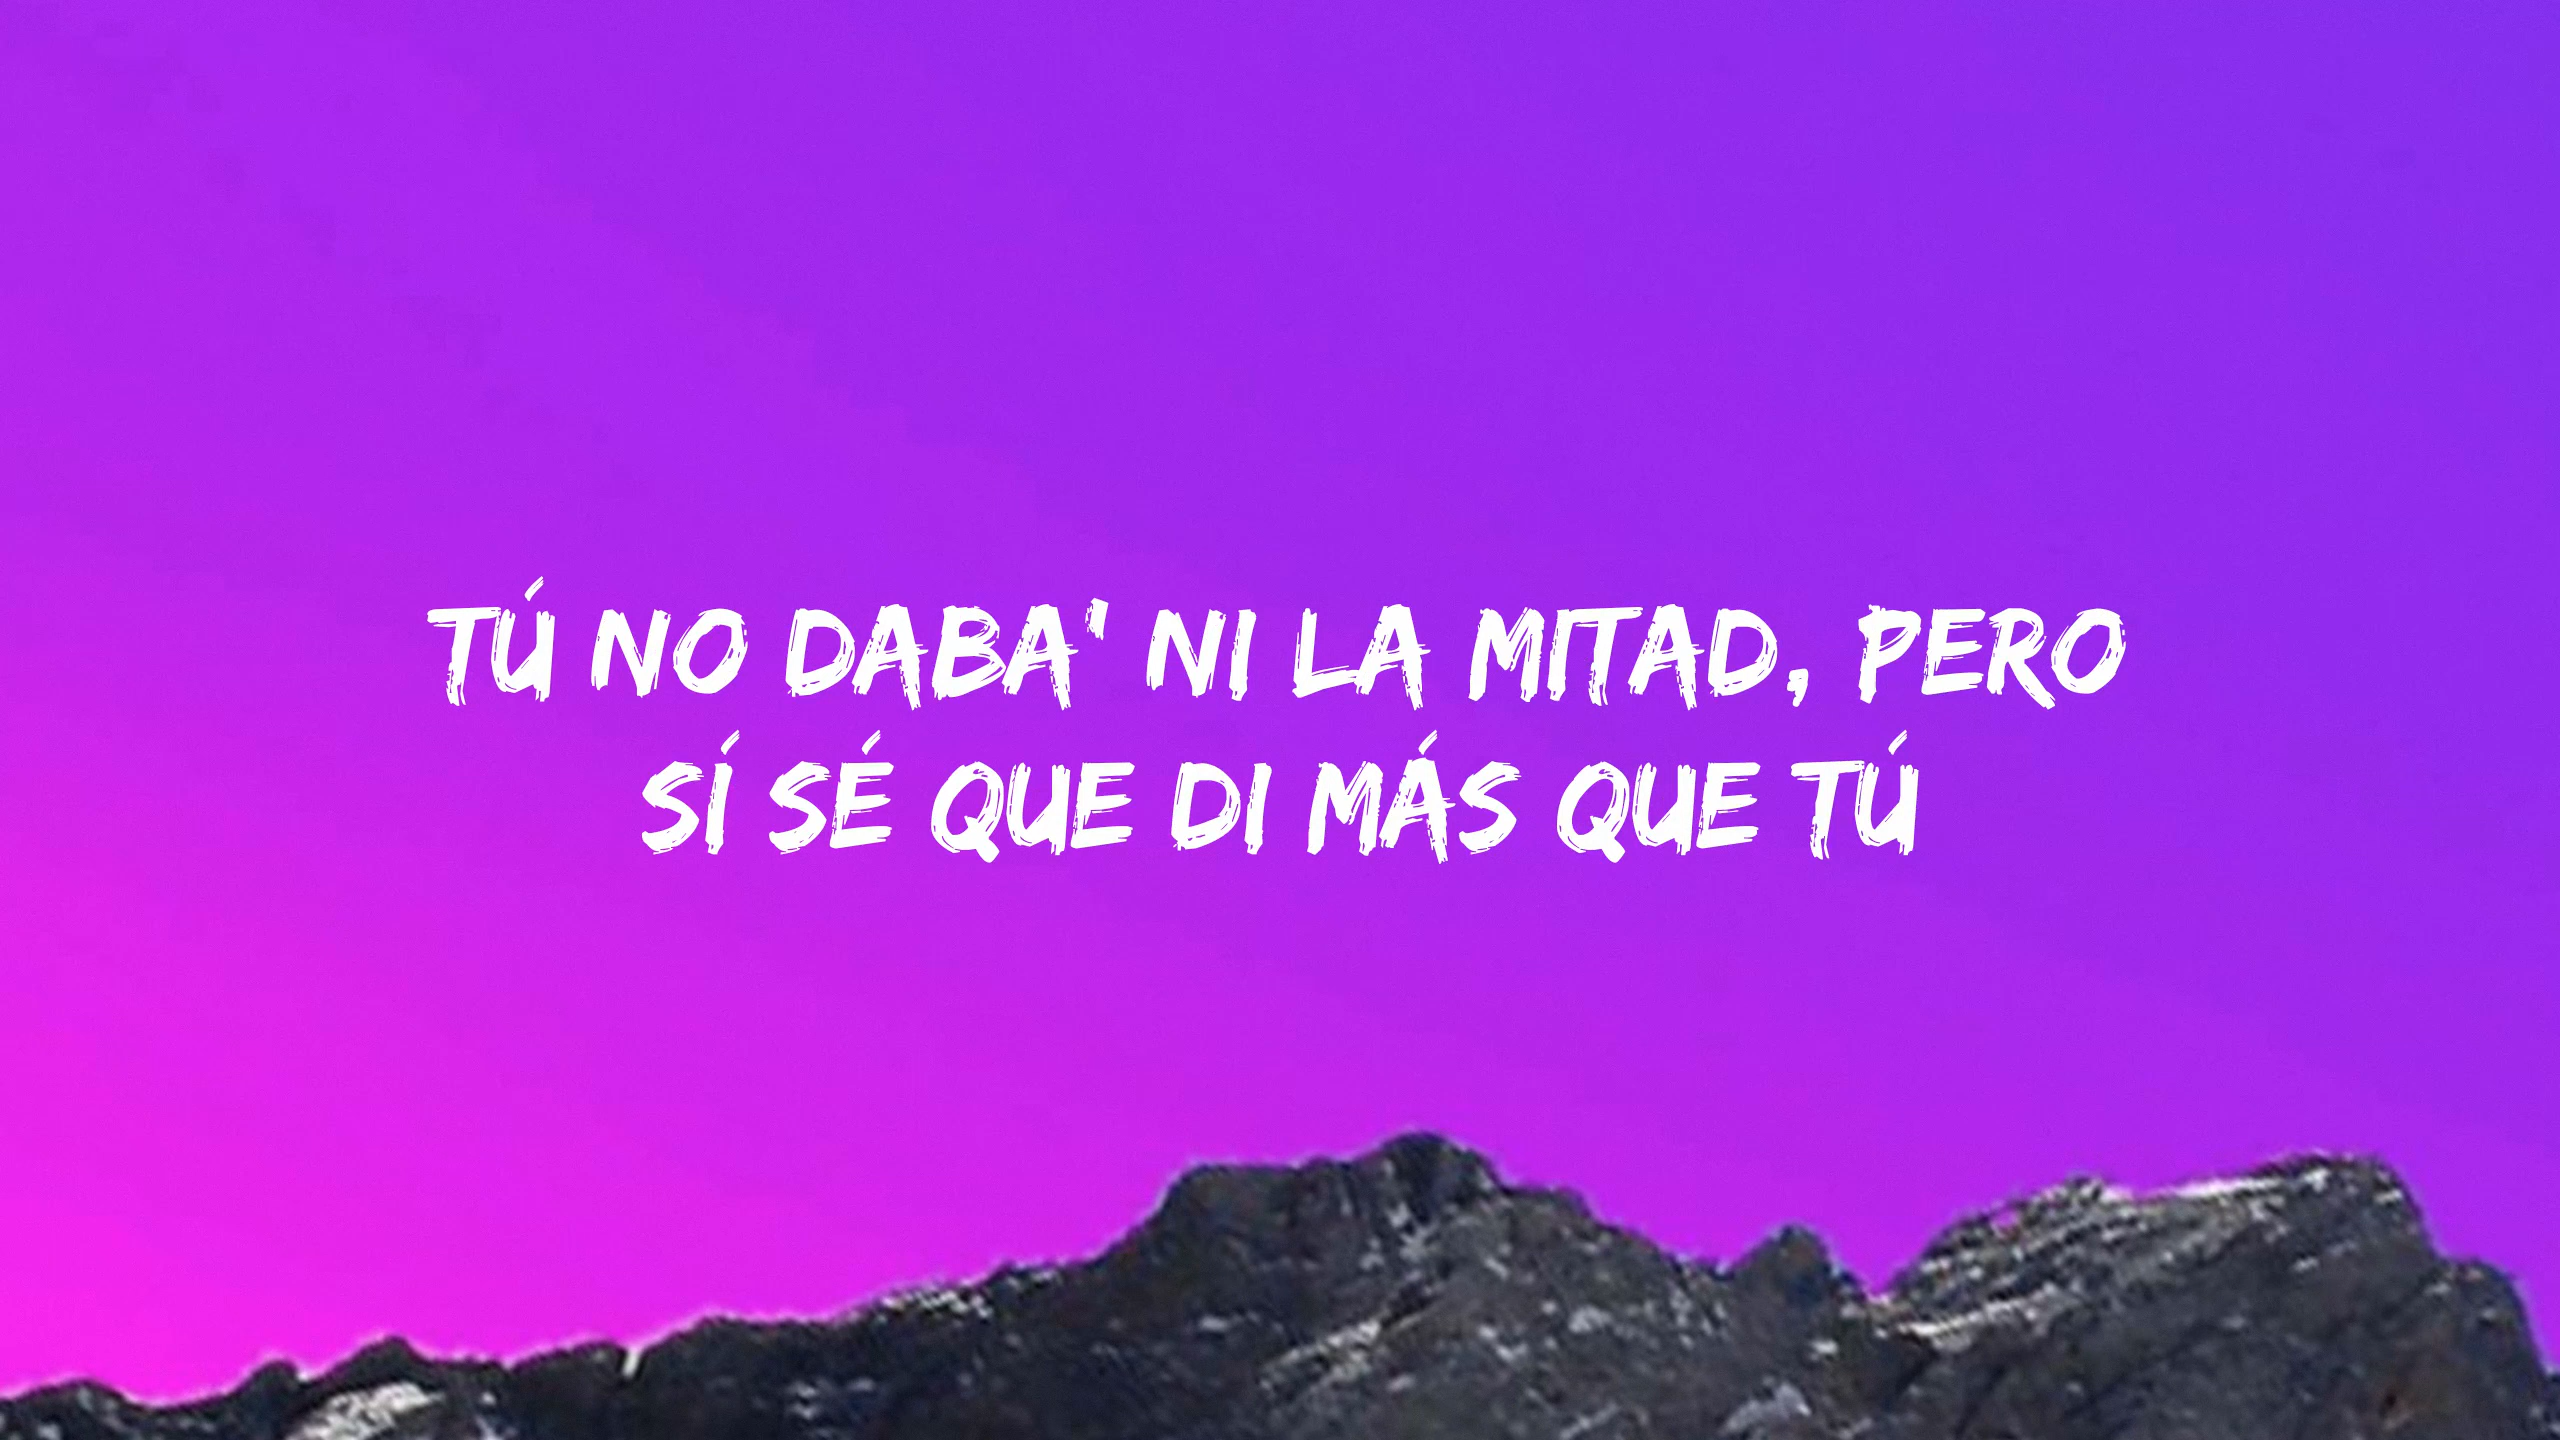 TÚ NO DABA' NI LA MITAD, PERO
SÍ SÉ QUE DI MÁS QUE TÚ